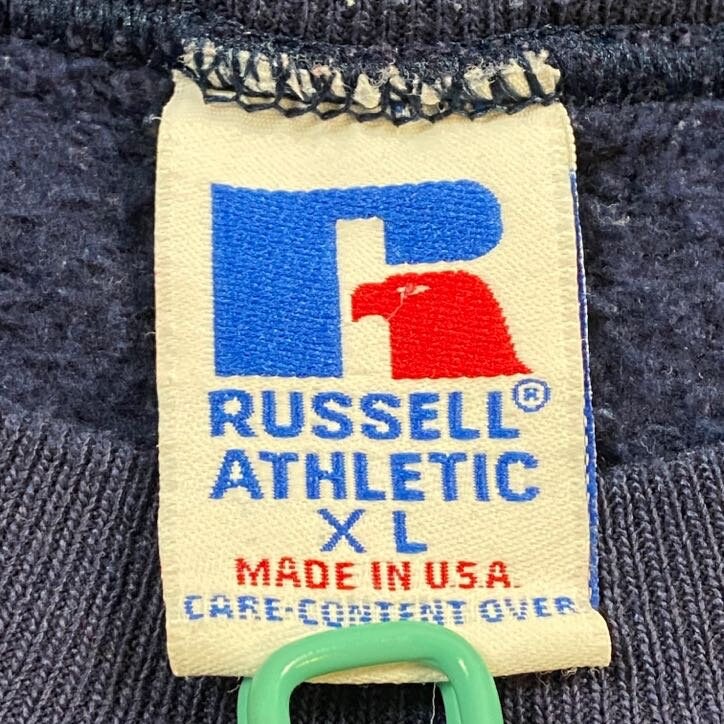 RUSSELL®
ATHLETIC
XL
MADE IN U.S.A.
CARE-CONTENT OVER